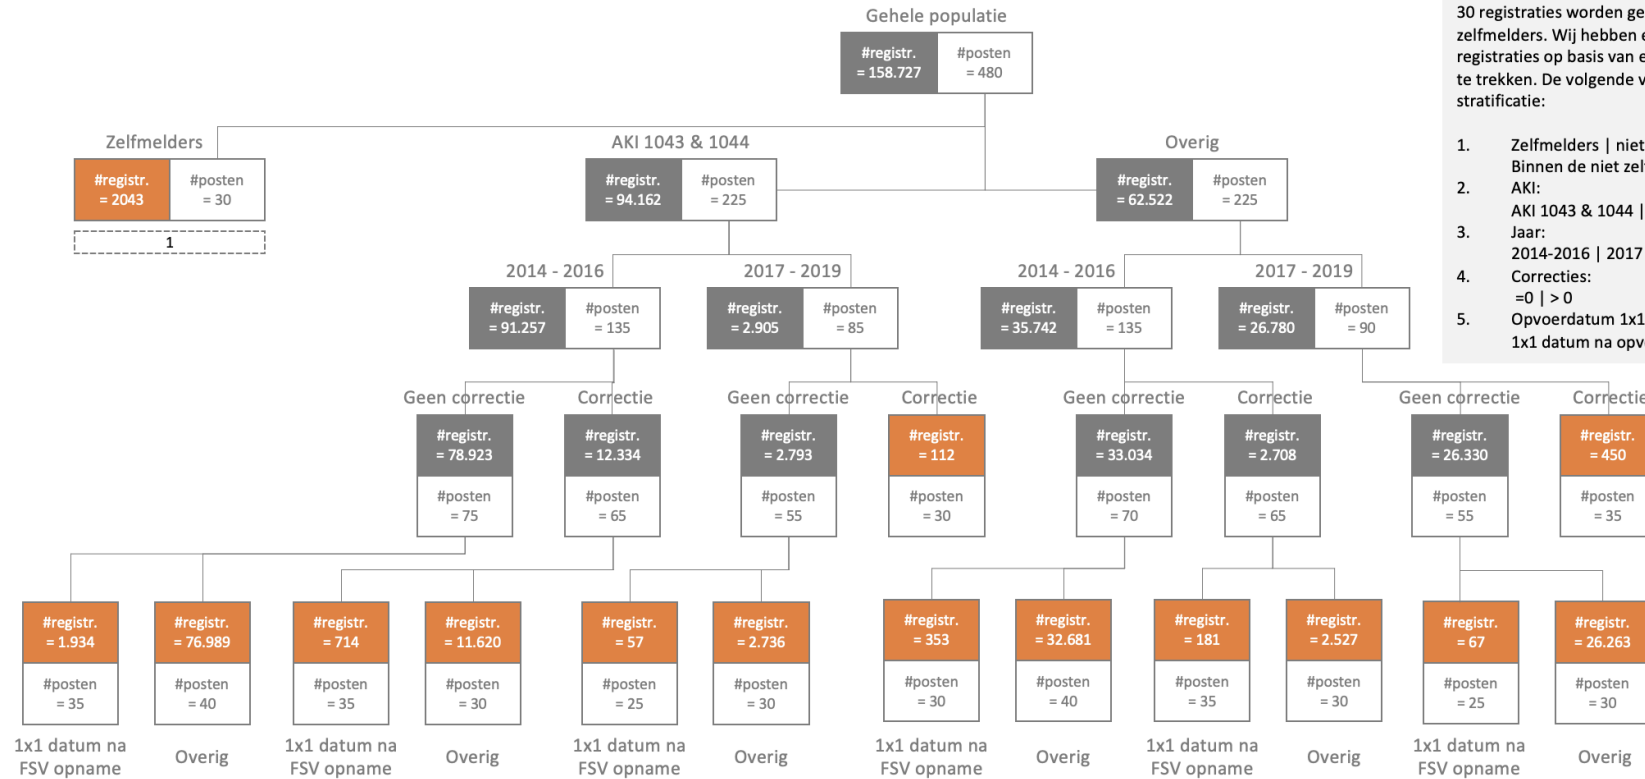 Gehele populatie
#registr.
= 158.727
#posten
= 480
Zelfmelders
#registr.
= 2043
#posten
= 30
1
AKI 1043 & 1044
#registr.
= 94.162
#posten
= 225
Overig
#registr.
= 62.522
#posten
= 225
2014 - 2016
#registr.
= 91.257
#posten
= 135
2017 - 2019
#registr.
= 2.905
#posten
= 85
2014 - 2016
#registr.
= 35.742
#posten
= 135
2017 - 2019
#registr.
= 26.780
#posten
= 90
Geen correctie
#registr.
= 78.923
#posten
= 75
Correctie
#registr.
= 12.334
#posten
= 65
Geen correctie
#registr.
= 2.793
#posten
= 55
Correctie
#registr.
= 112
#posten
= 30
Geen correctie
#registr.
= 33.034
#posten
= 70
Correctie
#registr.
= 2.708
#posten
= 65
Geen correctie
#registr.
= 26.330
#posten
= 55
Correctie
#registr.
= 450
#posten
= 35
#registr.
= 1.934
#posten
= 35
1x1 datum na
FSV opname
#registr.
= 76.989
#posten
= 40
Overig
#registr.
= 714
#posten
= 35
1x1 datum na
FSV opname
#registr.
= 11.620
#posten
= 30
Overig
#registr.
= 57
#posten
= 25
1x1 datum na
FSV opname
#registr.
= 2.736
#posten
= 30
Overig
#registr.
= 353
#posten
= 30
1x1 datum na
FSV opname
#registr.
= 32.681
#posten
= 40
Overig
#registr.
= 181
#posten
= 35
1x1 datum na
FSV opname
#registr.
= 2.527
#posten
= 30
Overig
#registr.
= 67
#posten
= 25
1x1 datum na
FSV opname
#registr.
= 26.263
#posten
= 30
Overig
30 registraties worden ge
zelfmelders. Wij hebben e
registraties op basis van e
te trekken. De volgende v
stratificatie:
1. Zelfmelders | niet
Binnen de niet zel
2. AKI:
AKI 1043 & 1044 |
3. Jaar:
2014-2016 | 2017
4. Correcties:
=0 | > 0
5. Opvoerdatum 1x1
1x1 datum na opv